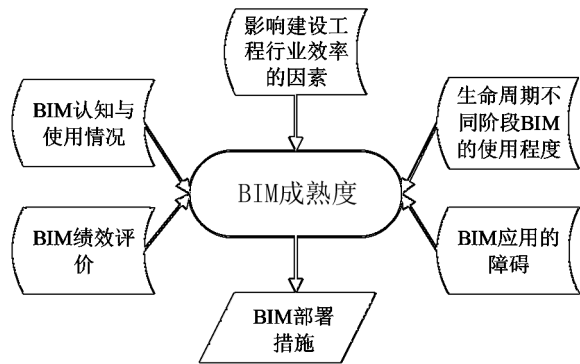 影响建设工
程行业效率
的因素
BIM认知与
使用情况
生命周期不
同阶段BIM
的使用程度
BIM成熟度
BIM绩效评
价
BIM应用的
障碍
BIM部署
措施